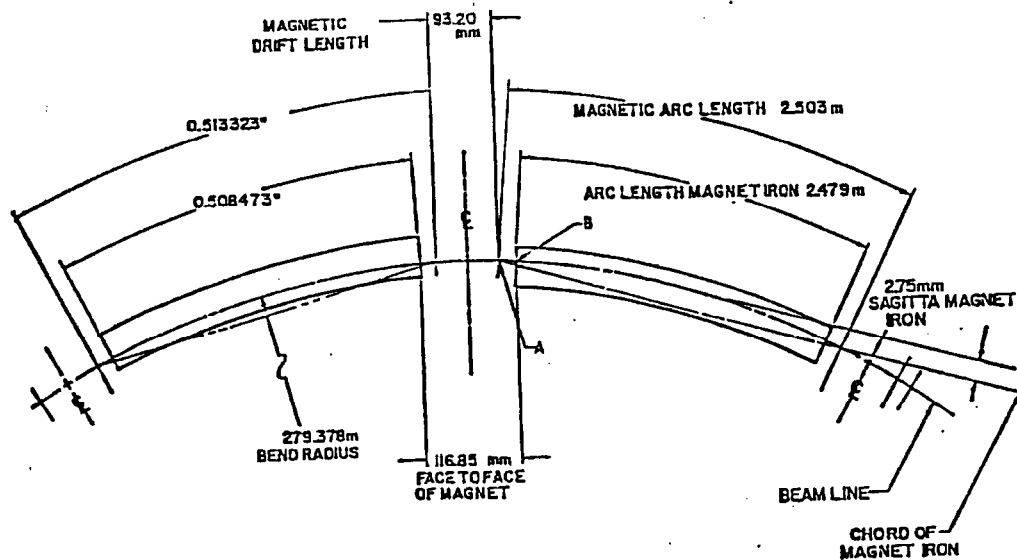 MAGNETIC
DRIFT LENGTH
93.20
mm
0.513323°
MAGNETIC ARC LENGTH 2.503m
0.508473°
ARC LENGTH MAGNET IRON 2.479m
℄
B
2.75mm
SAGITTA MAGNET
IRON
A
℄
℄
279.378m
BEND RADIUS
116.85 mm
FACE TO FACE
OF MAGNET
BEAM LINE
CHORD OF
MAGNET IRON